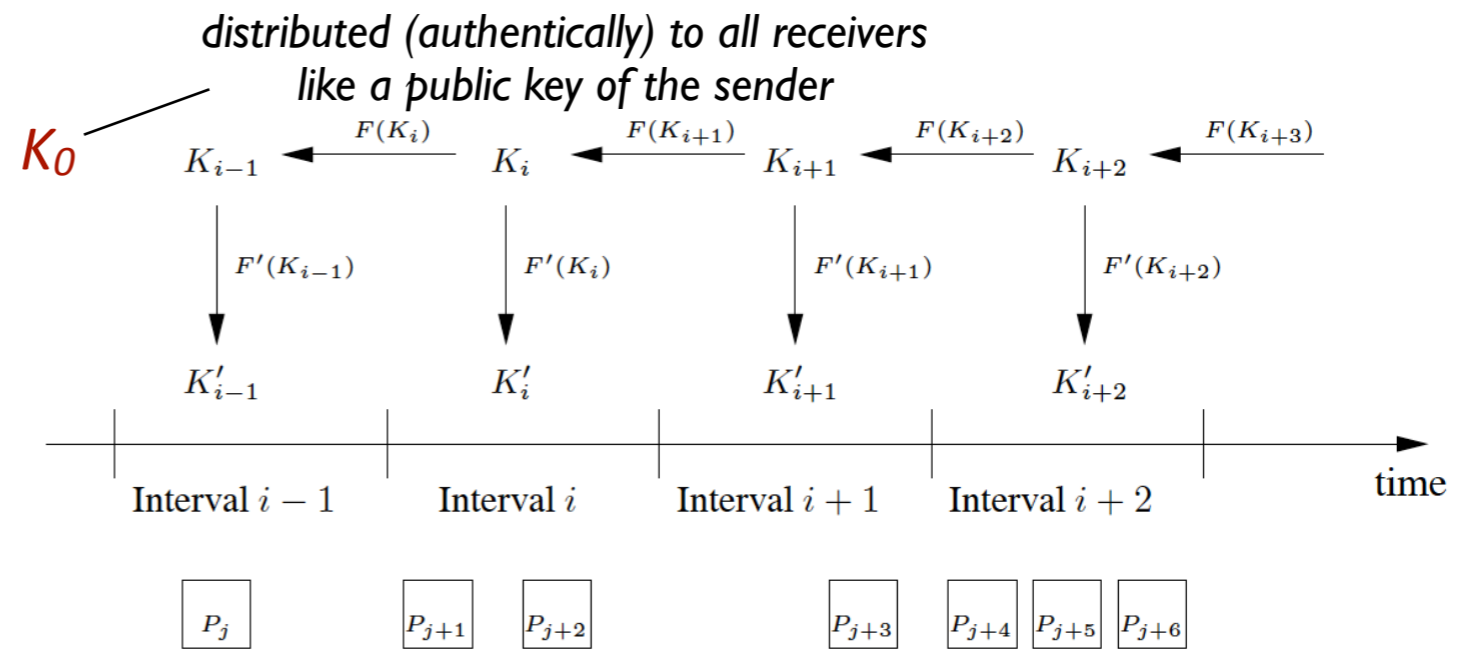 distributed (authentically) to all receivers
like a public key of the sender
K₀
F(Kᵢ) F(Kᵢ₊₁) F(Kᵢ₊₂) F(Kᵢ₊₃)
Kᵢ₋₁ Kᵢ Kᵢ₊₁ Kᵢ₊₂
F′(Kᵢ₋₁) F′(Kᵢ) F′(Kᵢ₊₁) F′(Kᵢ₊₂)
K′ᵢ₋₁ K′ᵢ K′ᵢ₊₁ K′ᵢ₊₂
time
Interval i − 1 Interval i Interval i + 1 Interval i + 2
Pⱼ Pⱼ₊₁ Pⱼ₊₂ Pⱼ₊₃ Pⱼ₊₄ Pⱼ₊₅ Pⱼ₊₆